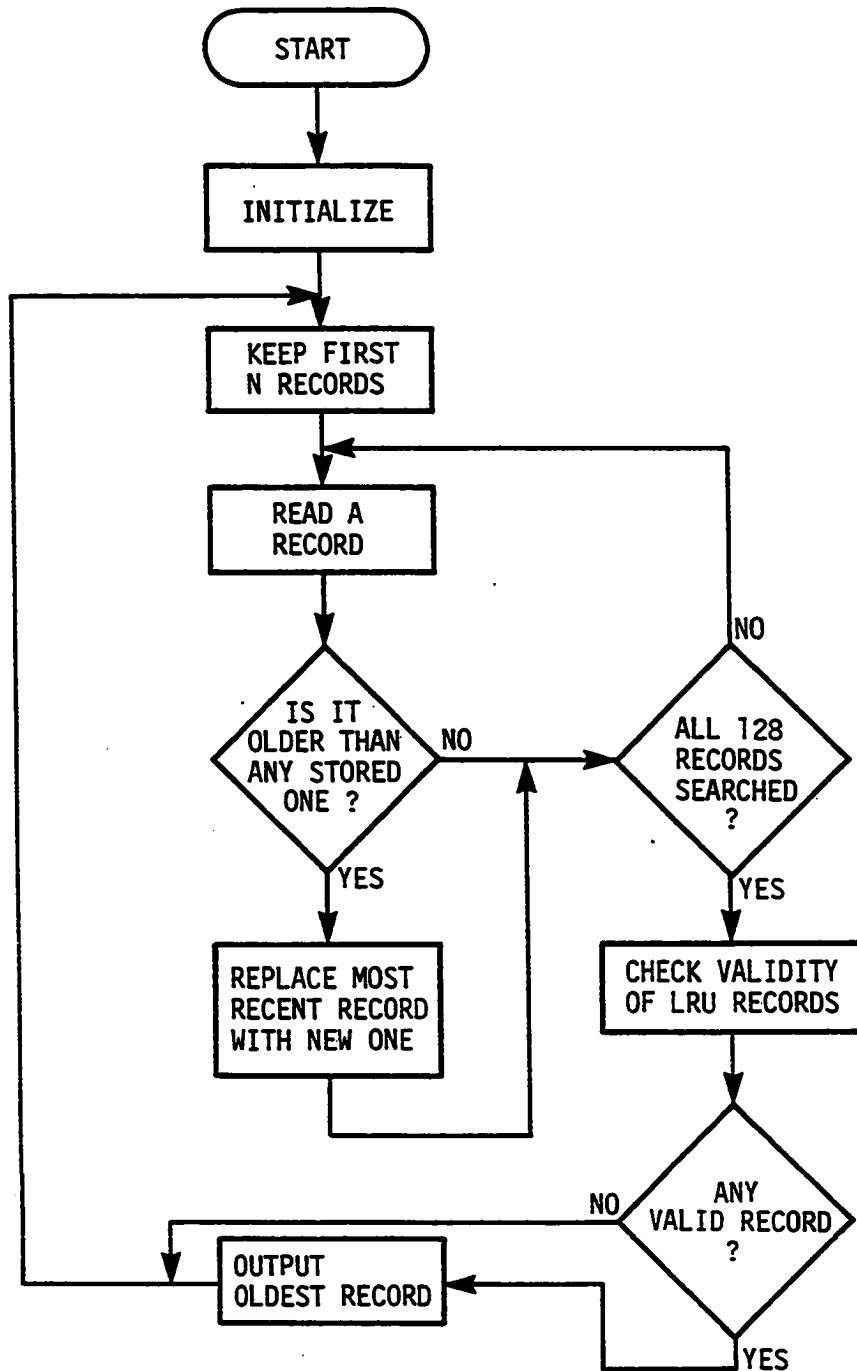 START
INITIALIZE
KEEP FIRST
N RECORDS
READ A
RECORD
IS IT
OLDER THAN
ANY STORED
ONE ?
NO
YES
REPLACE MOST
RECENT RECORD
WITH NEW ONE
NO
ALL 128
RECORDS
SEARCHED
?
YES
CHECK VALIDITY
OF LRU RECORDS
ANY
VALID RECORD
?
NO
YES
OUTPUT
OLDEST RECORD